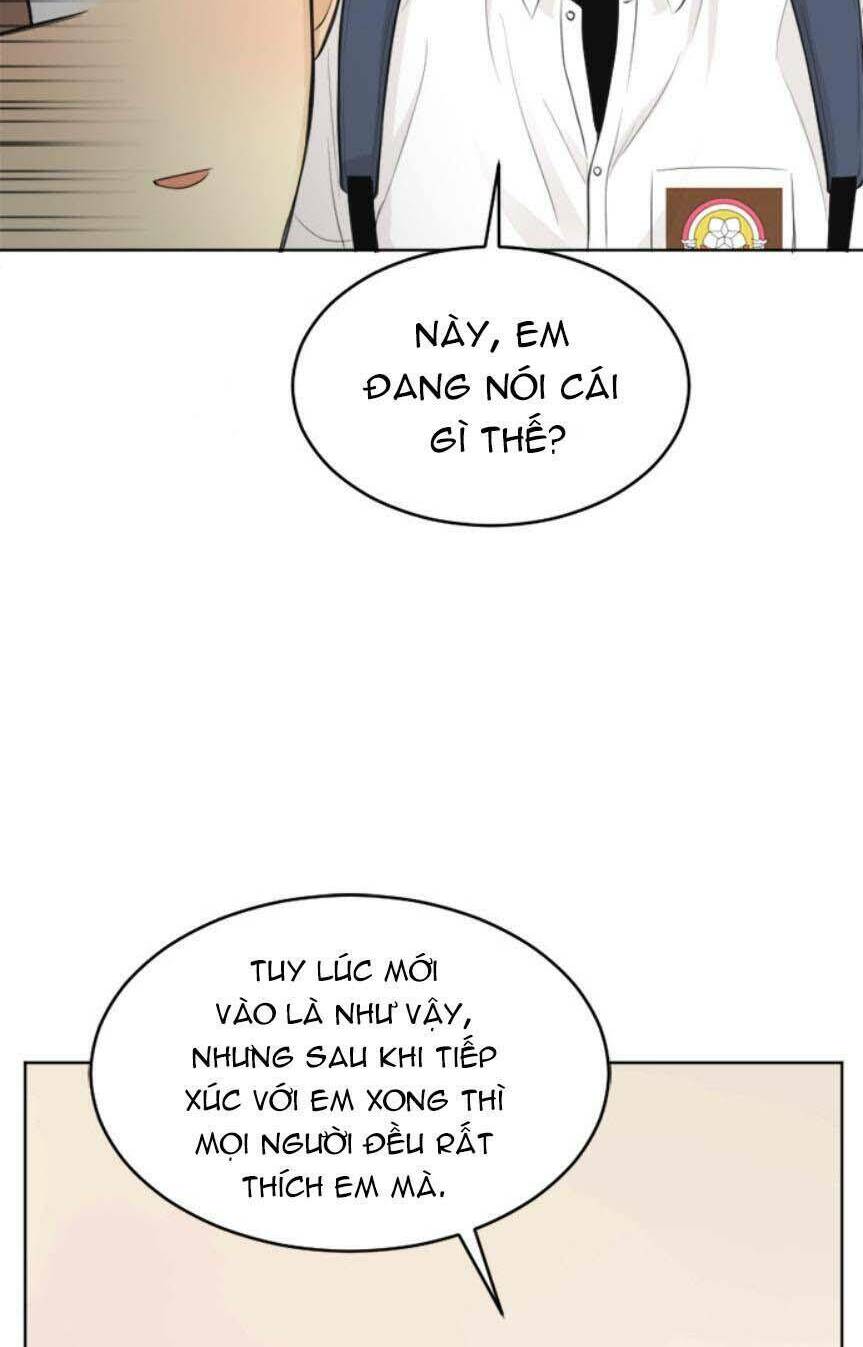 NÀY, EM
ĐANG NÓI CÁI
GÌ THẾ?
TUY LÚC MỚI
VÀO LÀ NHƯ VẬY,
NHƯNG SAU KHI TIẾP
XÚC VỚI EM XONG THÌ
MỌI NGƯỜI ĐỀU RẤT
THÍCH EM MÀ.